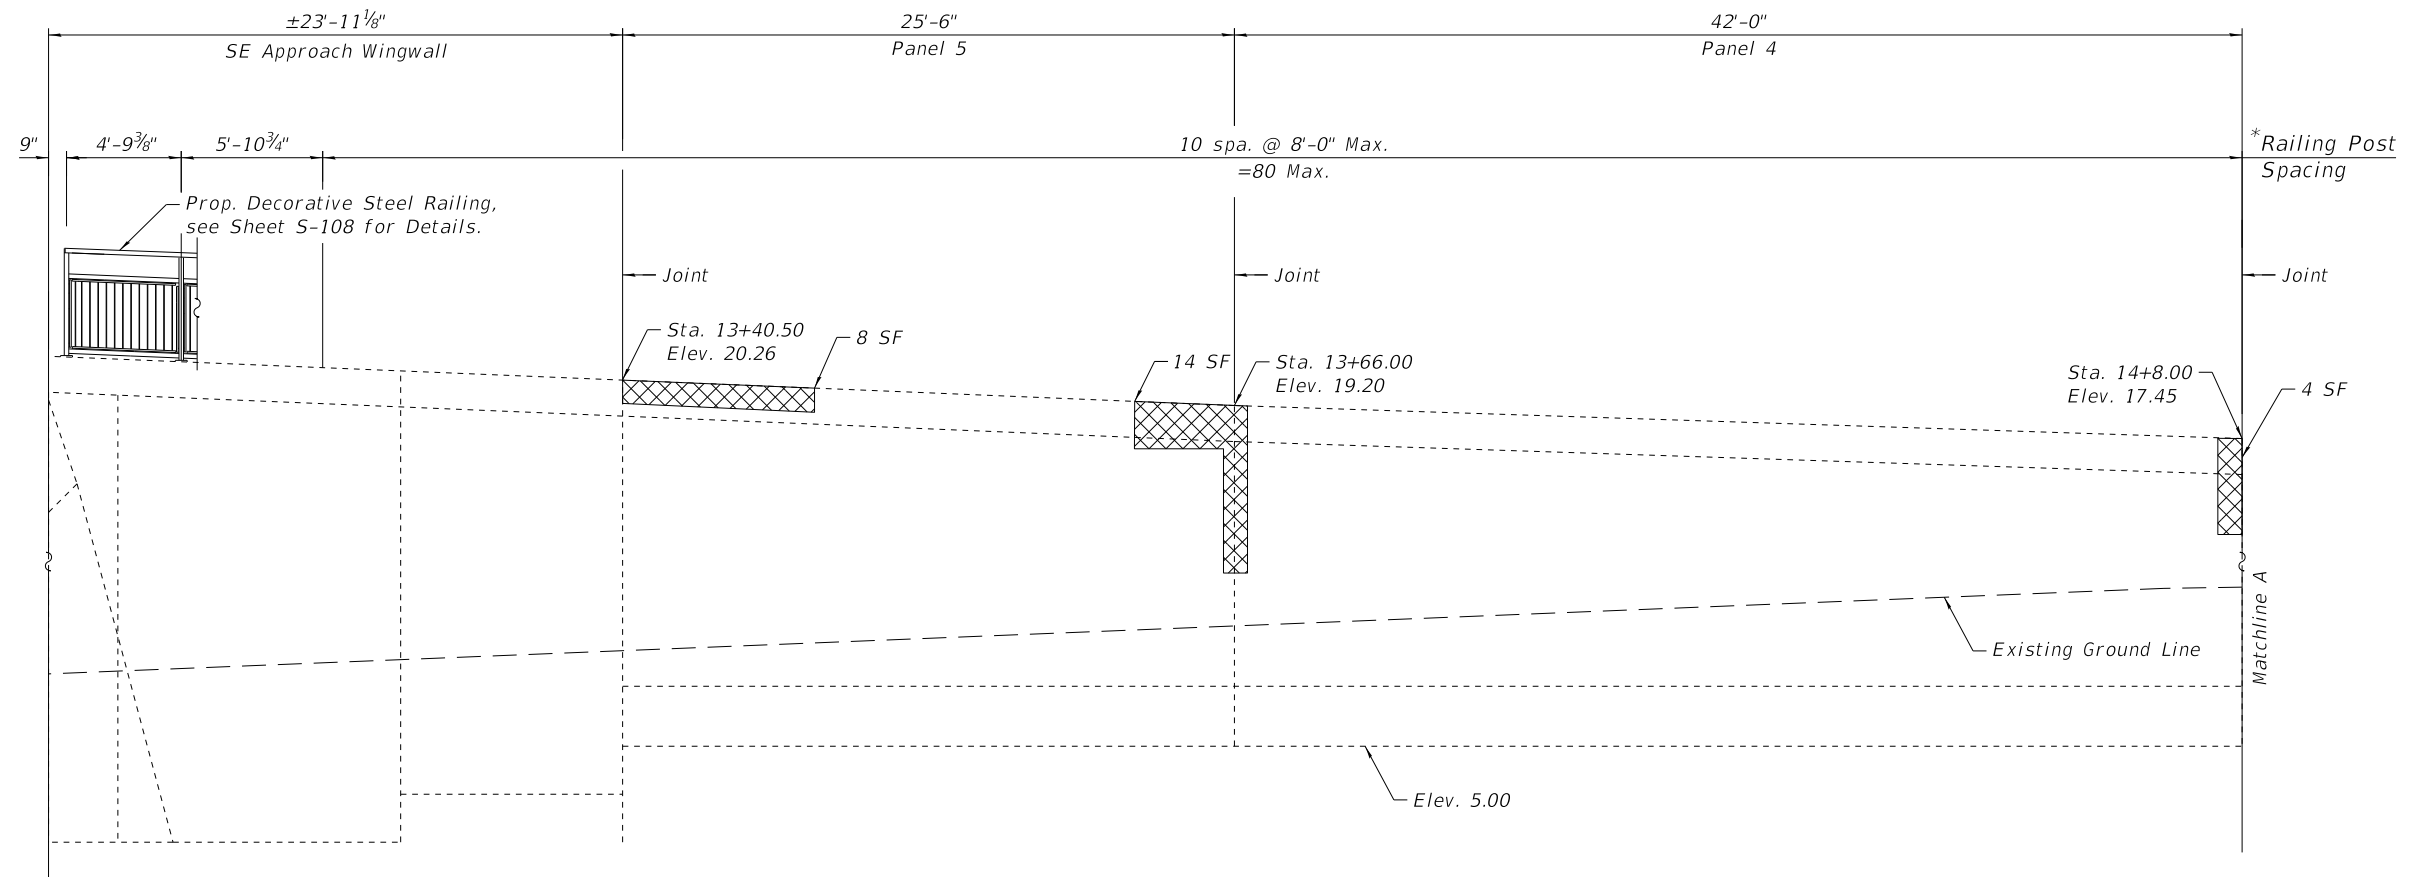 ±23'-11⅛"
SE Approach Wingwall
25'-6"
Panel 5
42'-0"
Panel 4
9"
4'-9⅜"
5'-10¾"
10 spa. @ 8'-0" Max.
=80 Max.
*Railing Post
Spacing
Prop. Decorative Steel Railing,
see Sheet S-108 for Details.
Joint
Joint
Joint
Sta. 13+40.50
Elev. 20.26
8 SF
14 SF
Sta. 13+66.00
Elev. 19.20
Sta. 14+8.00
Elev. 17.45
4 SF
Existing Ground Line
Matchline A
Elev. 5.00